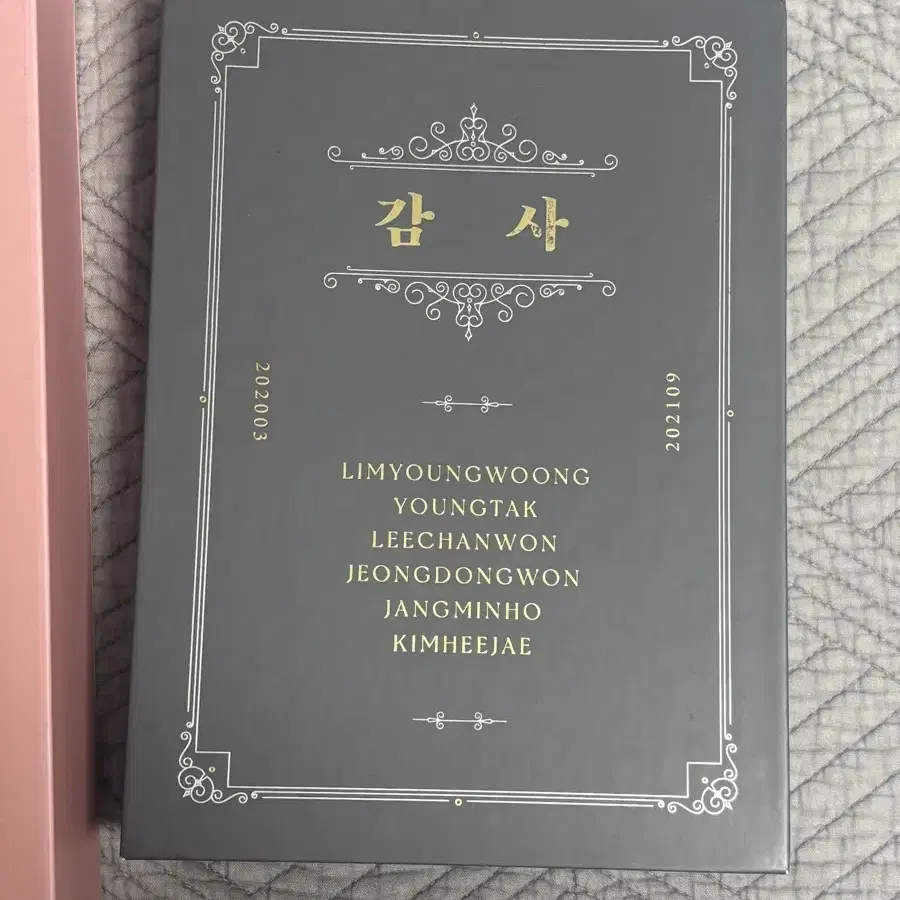 감 사
202003
202109
LIMYOUNGWOONG
YOUNGTAK
LEECHANWON
JEONGDONGWON
JANGMINHO
KIMHEEJAE